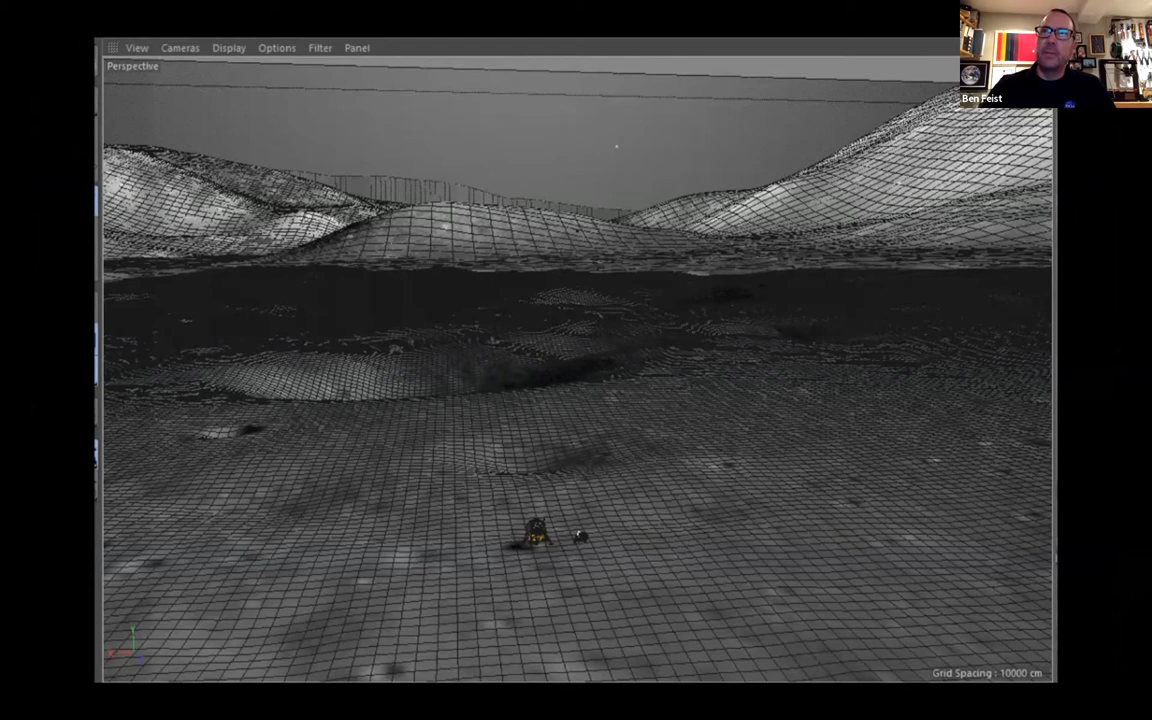 View Cameras Display Options Filter Panel
Perspective
Ben Feist
Grid Spacing : 10000 cm